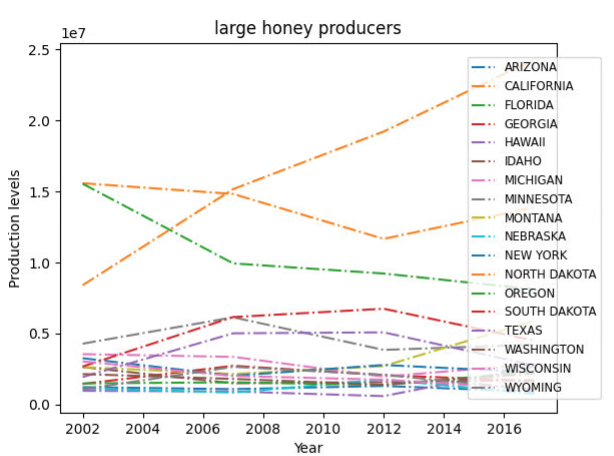 large honey producers
1e7
2.5
2.0
1.5
1.0
0.5
0.0
Production levels
2002 2004 2006 2008 2010 2012 2014 2016
Year
ARIZONA
CALIFORNIA
FLORIDA
GEORGIA
HAWAII
IDAHO
MICHIGAN
MINNESOTA
MONTANA
NEBRASKA
NEW YORK
NORTH DAKOTA
OREGON
SOUTH DAKOTA
TEXAS
WASHINGTON
WISCONSIN
WYOMING